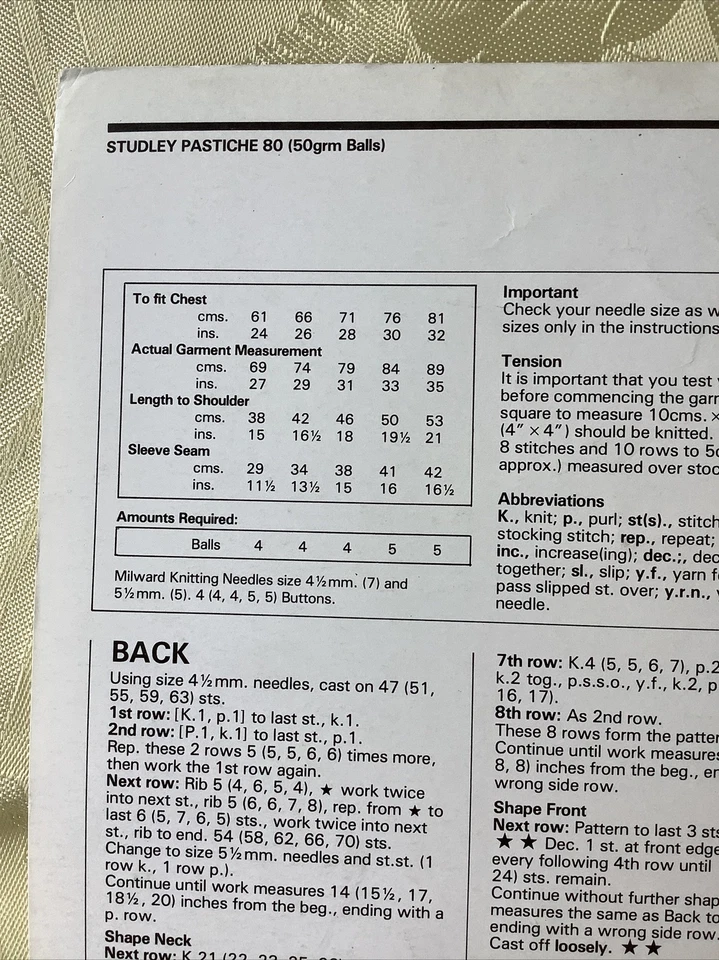 STUDLEY PASTICHE 80 (50grm Balls)
To fit Chest
cms. 61 66 71 76 81
ins. 24 26 28 30 32
Actual Garment Measurement
cms. 69 74 79 84 89
ins. 27 29 31 33 35
Length to Shoulder
cms. 38 42 46 50 53
ins. 15 16½ 18 19½ 21
Sleeve Seam
cms. 29 34 38 41 42
ins. 11½ 13½ 15 16 16½
Amounts Required:
Balls 4 4 4 5 5
Milward Knitting Needles size 4½mm. (7) and
5½mm. (5). 4 (4, 4, 5, 5) Buttons.
Important
Check your needle size as
sizes only in the instructions
Tension
It is important that you test
before commencing the
square to measure 10cms. ×
(4″ × 4″) should be knitted.
8 stitches and 10 rows to
approx.) measured over
Abbreviations
K., knit; p., purl; st(s)., stitch
stocking stitch; rep., repeat;
inc., increase(ing); dec.;,
together; sl., slip; y.f., yarn
pass slipped st. over; y.r.n.,
needle.
BACK
Using size 4½mm. needles, cast on 47 (51,
55, 59, 63) sts.
1st row: [K.1, p.1] to last st., k.1.
2nd row: [P.1, k.1] to last st., p.1.
Rep. these 2 rows 5 (5, 5, 6, 6) times more,
then work the 1st row again.
Next row: Rib 5 (4, 6, 5, 4), ★ work twice
into next st., rib 5 (6, 6, 7, 8), rep. from ★ to
last 6 (5, 7, 6, 5) sts., work twice into next
st., rib to end. 54 (58, 62, 66, 70) sts.
Change to size 5½mm. needles and st.st. (1
row k., 1 row p.).
Continue until work measures 14 (15½, 17,
18½, 20) inches from the beg., ending with a
p. row.
Shape Neck
Next row: K.21
7th row: K.4 (5, 5, 6, 7), p.2
k.2 tog., p.s.s.o., y.f., k.2, p
16, 17).
8th row: As 2nd row.
These 8 rows form the
Continue until work measures
8, 8) inches from the beg.,
wrong side row.
Shape Front
Next row: Pattern to last 3 sts
★ ★ Dec. 1 st. at front edge
every following 4th row until
24) sts. remain.
Continue without further
measures the same as Back to
ending with a wrong side row.
Cast off loosely. ★ ★